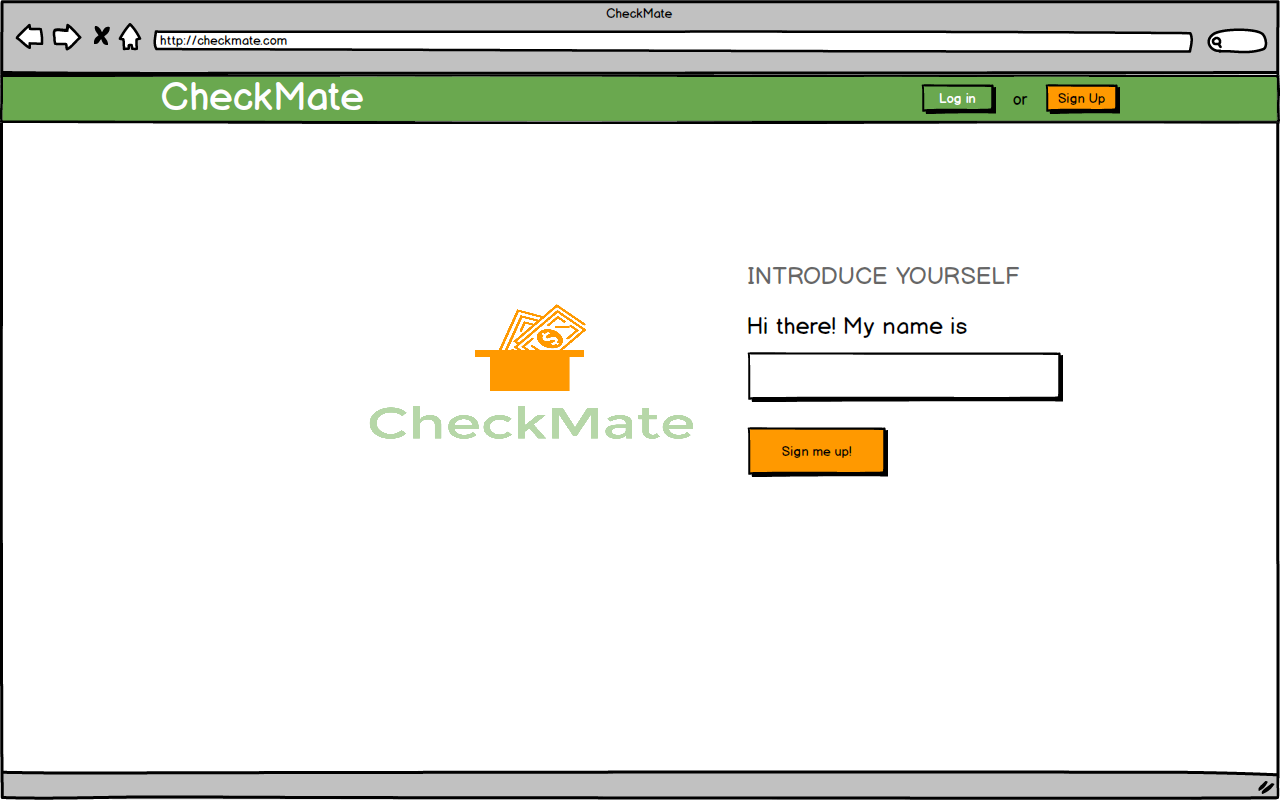 CheckMate
http://checkmate.com
CheckMate
Log in or Sign Up
INTRODUCE YOURSELF
Hi there! My name is
$
CheckMate
Sign me up!